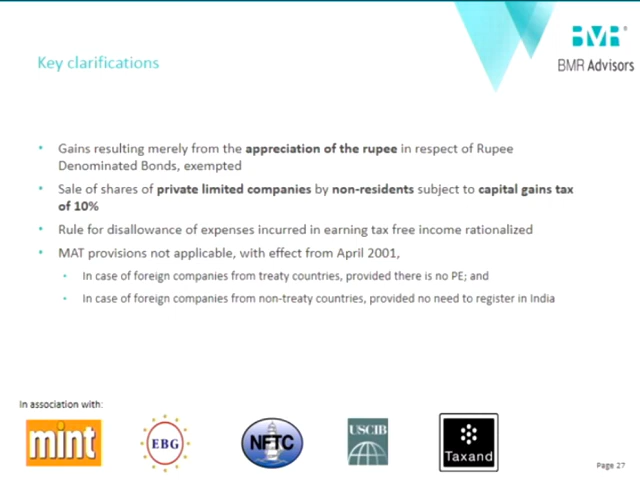 BMR®
BMR Advisors
Key clarifications
• Gains resulting merely from the appreciation of the rupee in respect of Rupee
Denominated Bonds, exempted
• Sale of shares of private limited companies by non-residents subject to capital gains tax
of 10%
• Rule for disallowance of expenses incurred in earning tax free income rationalized
• MAT provisions not applicable, with effect from April 2001,
• In case of foreign companies from treaty countries, provided there is no PE; and
• In case of foreign companies from non-treaty countries, provided no need to register in India
In association with:
mint
EBG
NFTC
USCIB
Taxand
Page 27